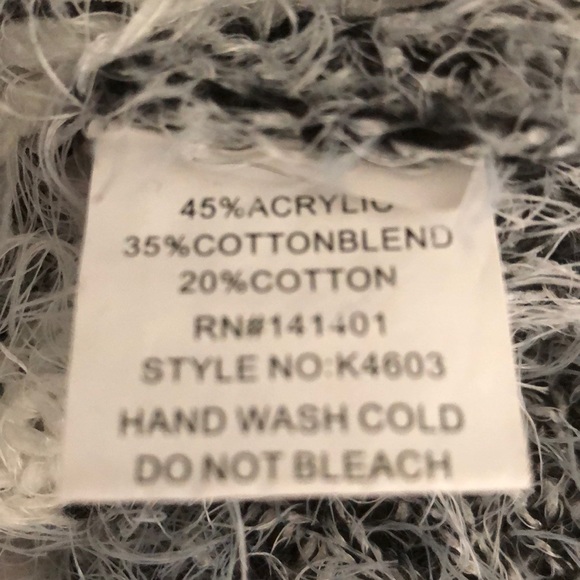 45%ACRYLIC
35%COTTONBLEND
20%COTTON
RN#141401
STYLE NO:K4603
HAND WASH COLD
DO NOT BLEACH